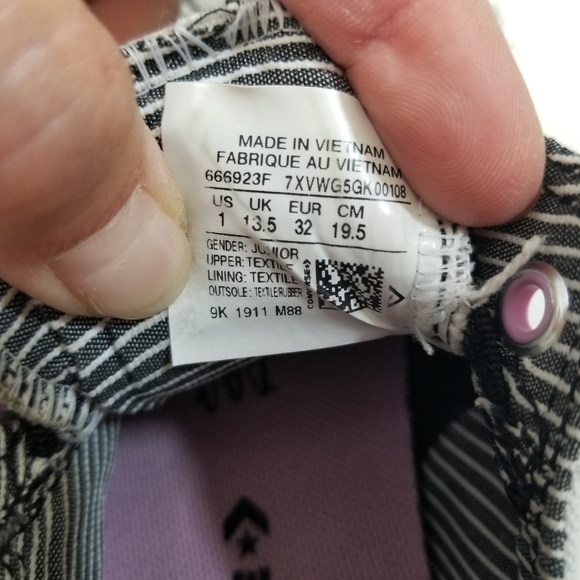 MADE IN VIETNAM
FABRIQUE AU VIETNAM
666923F 7XVWG5GK00108
US UK EUR CM
1 13.5 32 19.5
GENDER: JUNIOR
UPPER: TEXTILE
LINING: TEXTILE
OUTSOLE: TEXTILE/RUBBER
CONVERSE
9K 1911 M88